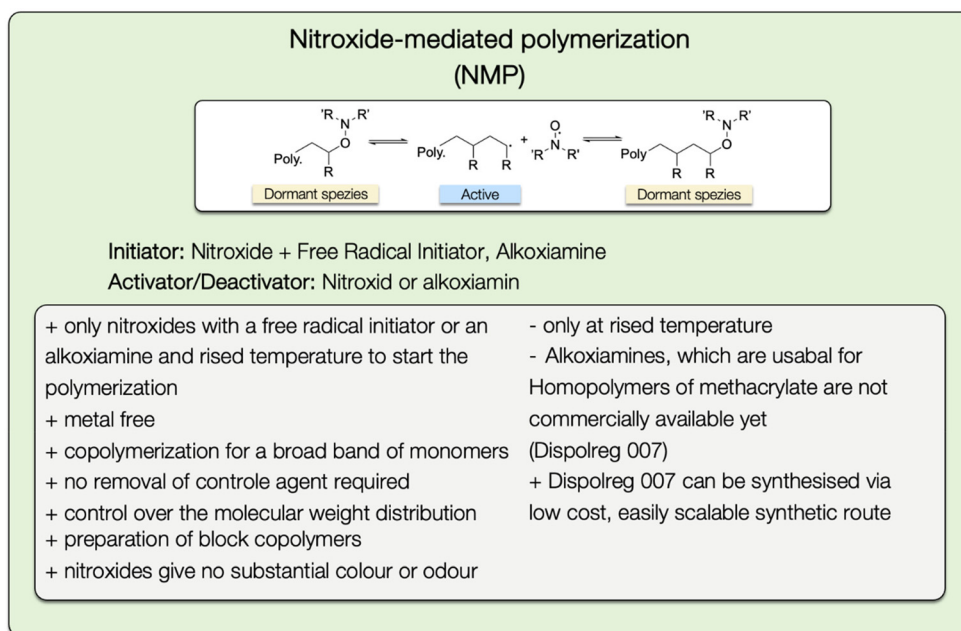 Nitroxide-mediated polymerization
(NMP)
'R R'
N
O
Poly.
R
Poly.
R R
+
O
N
'R R'
'R R'
N
O
Poly
R R
Dormant spezies
Active
Dormant spezies
Initiator: Nitroxide + Free Radical Initiator, Alkoxiamine
Activator/Deactivator: Nitroxid or alkoxiamin
+ only nitroxides with a free radical initiator or an
alkoxiamine and rised temperature to start the
polymerization
+ metal free
+ copolymerization for a broad band of monomers
+ no removal of controle agent required
+ control over the molecular weight distribution
+ preparation of block copolymers
+ nitroxides give no substantial colour or odour
- only at rised temperature
- Alkoxiamines, which are usabal for
Homopolymers of methacrylate are not
commercially available yet
(Dispolreg 007)
+ Dispolreg 007 can be synthesised via
low cost, easily scalable synthetic route